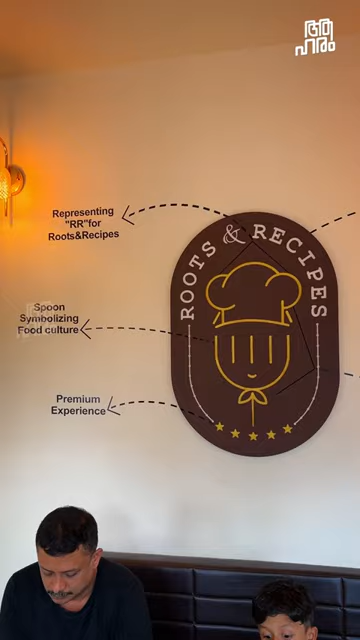 ആ
ഹാരം
Representing
"RR"for
Roots&Recipes
ROOTS & RECIPES
Spoon
Symbolizing
Food culture
Premium
Experience